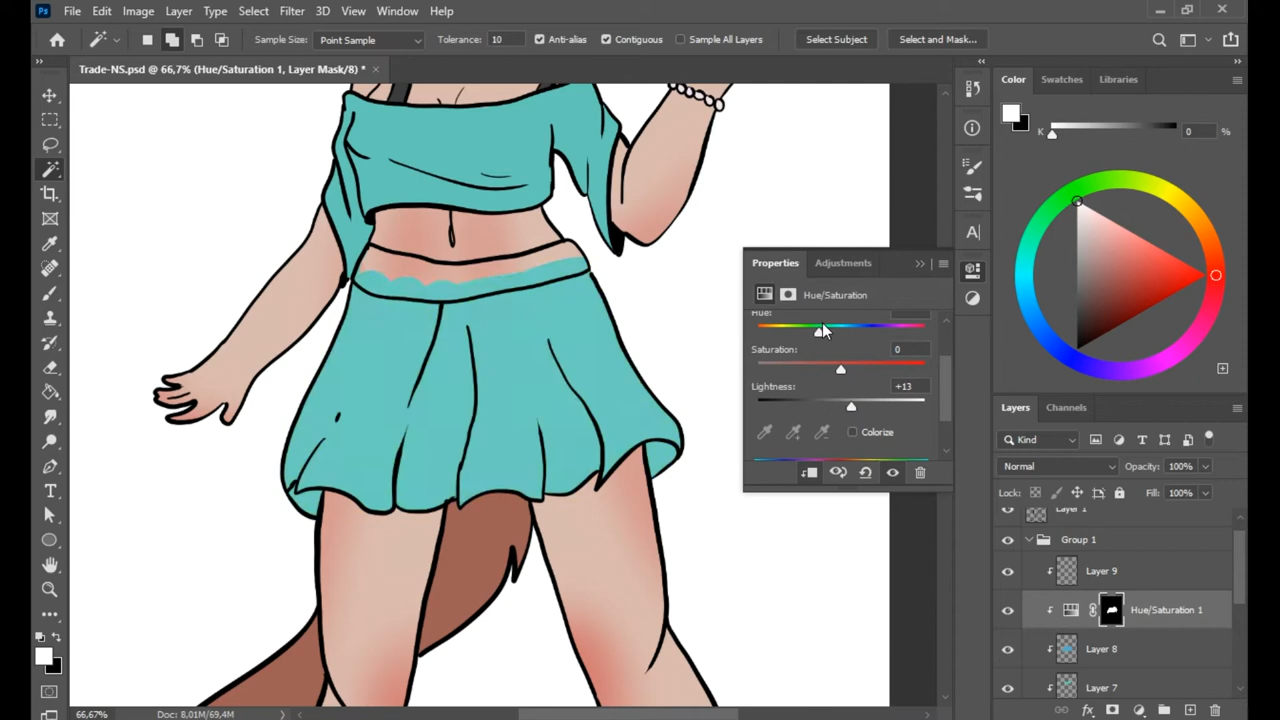 Ps File Edit Image Layer Type Select Filter 3D View Window Help
Sample Size: Point Sample Tolerance: 10 Anti-alias Contiguous Sample All Layers Select Subject Select and Mask...
Trade-NS.psd @ 66,7% (Hue/Saturation 1, Layer Mask/8) * ×
Color Swatches Libraries
K 0 %
Properties Adjustments
Hue/Saturation
Hue:
Saturation: 0
Lightness: +13
Colorize
Layers Channels
Kind
Normal Opacity: 100%
Lock: Fill: 100%
Layer 1
Group 1
Layer 9
Hue/Saturation 1
Layer 8
Layer 7
66,67% Doc: 8,01M/69,4M